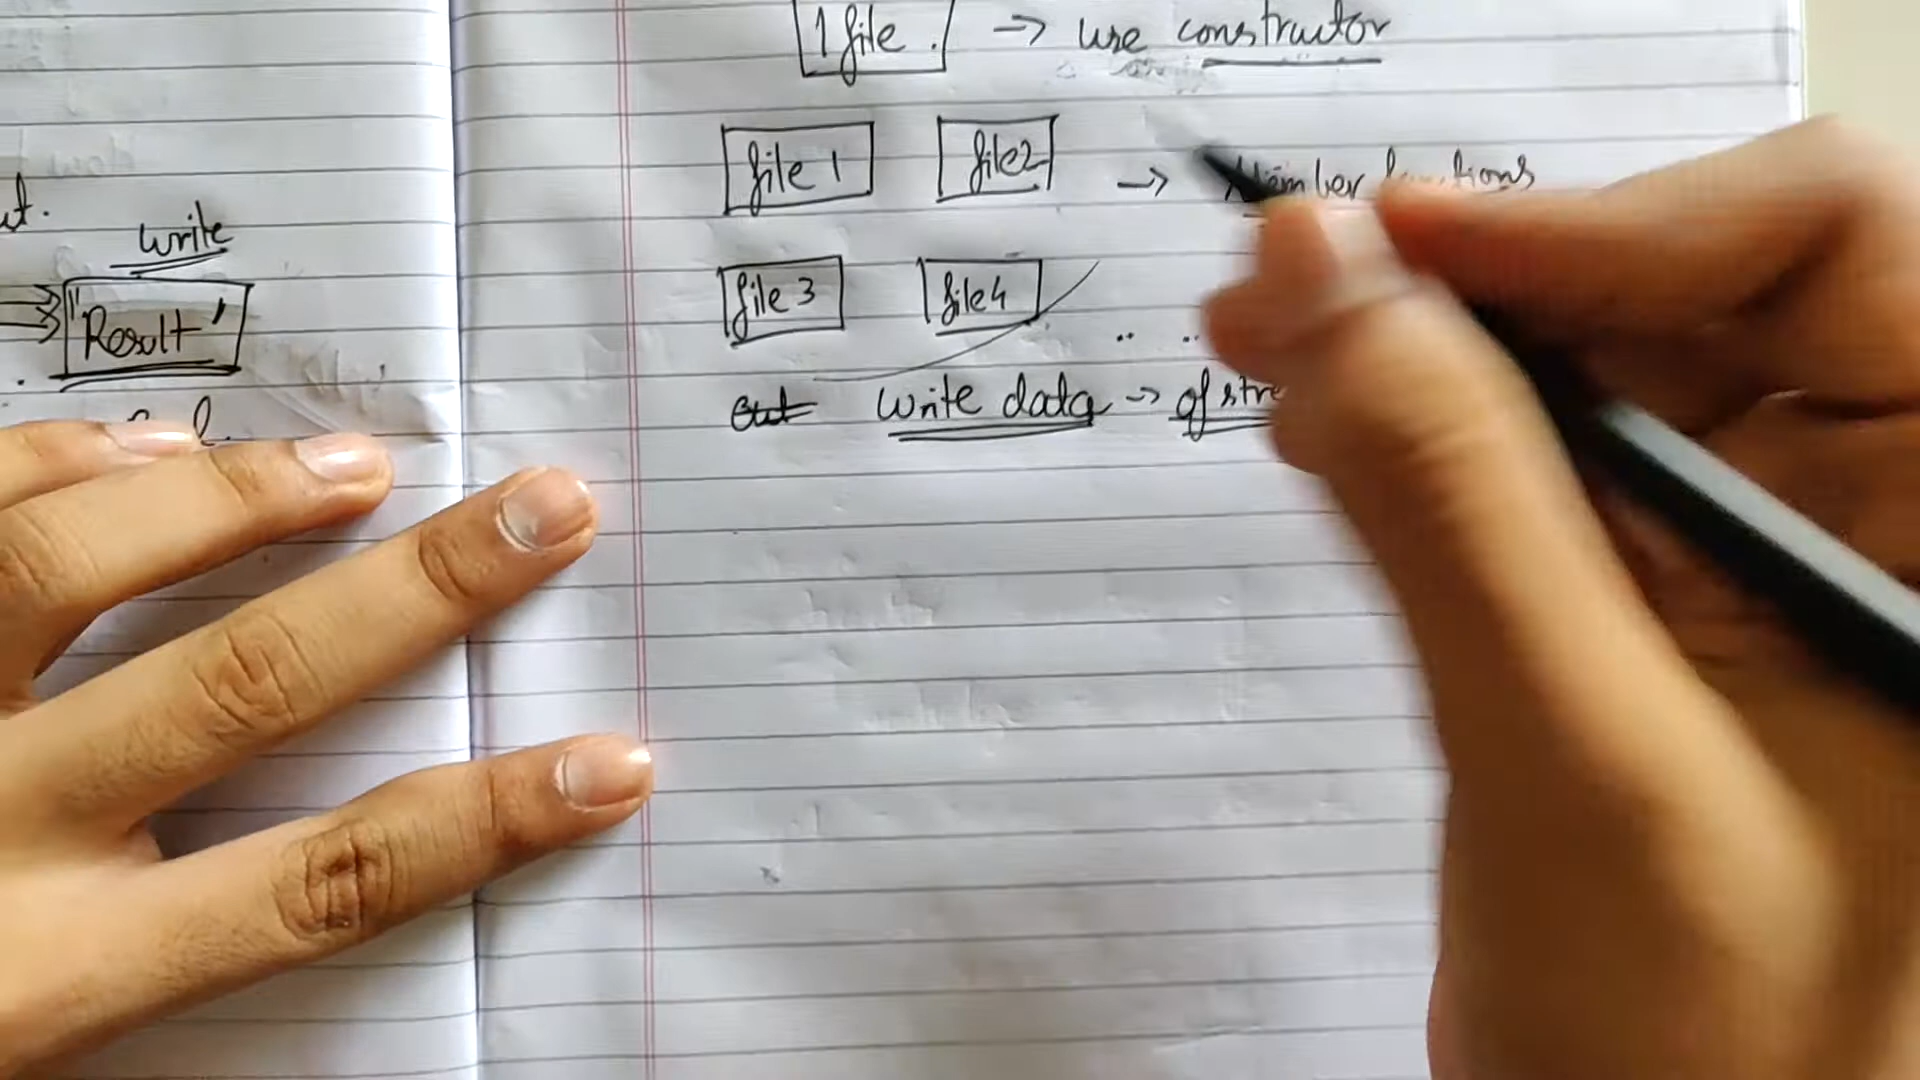 write
'Result'
1 file. → use constructor
file 1 file2 → Member functions
file 3 file4 .. ..
Out write data → ofstre